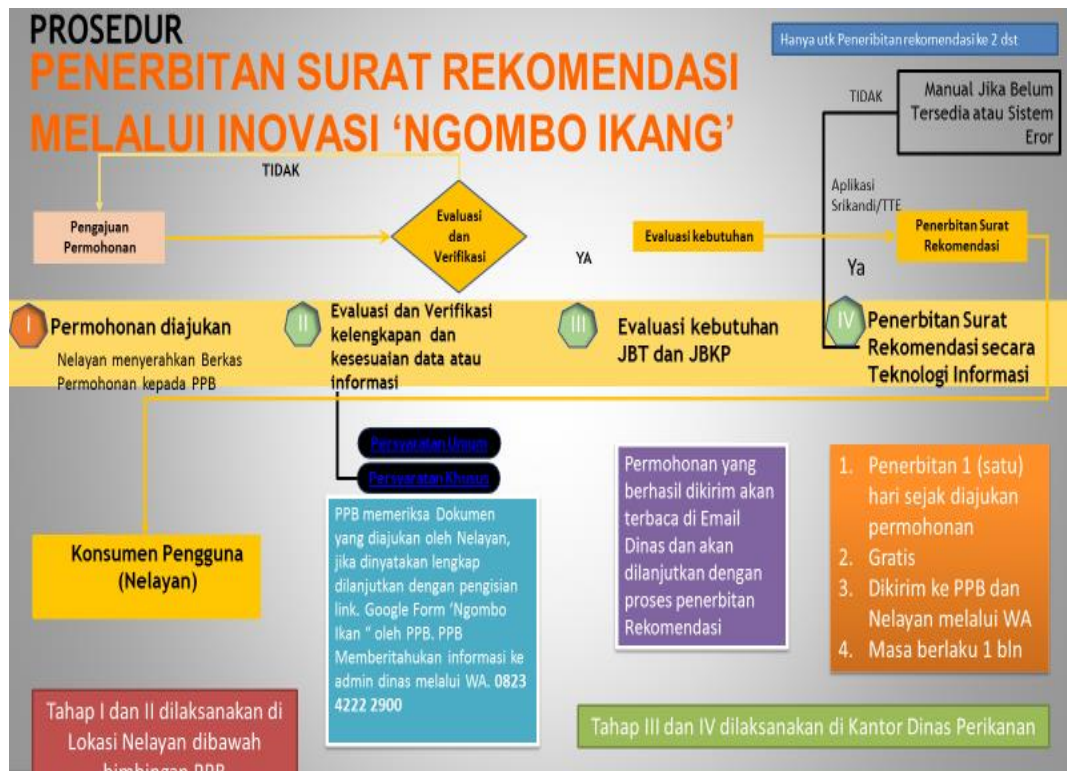 PROSEDUR
PENERBITAN SURAT REKOMENDASI
MELALUI INOVASI ‘NGOMBO IKANG’
Hanya utk Peneribitan rekomendasi ke 2 dst
TIDAK
Manual Jika Belum
Tersedia atau Sistem
Eror
TIDAK
Aplikasi
Srikandi/TTE
Pengajuan
Permohonan
Evaluasi
dan
Verifikasi
YA
Evaluasi kebutuhan
Penerbitan Surat
Rekomendasi
Ya
I
Permohonan diajukan
Nelayan menyerahkan Berkas
Permohonan kepada PPB
II
Evaluasi dan Verifikasi
kelengkapan dan
kesesuaian data atau
informasi
III
Evaluasi kebutuhan
JBT dan JBKP
IV
Penerbitan Surat
Rekomendasi secara
Teknologi Informasi
Persyaratan Umum
Persyaratan Khusus
PPB memeriksa Dokumen
yang diajukan oleh Nelayan,
jika dinyatakan lengkap
dilanjutkan dengan pengisian
link. Google Form ‘Ngombo
Ikan “ oleh PPB. PPB
Memberitahukan informasi ke
admin dinas melalui WA. 0823
4222 2900
Permohonan yang
berhasil dikirim akan
terbaca di Email
Dinas dan akan
dilanjutkan dengan
proses penerbitan
Rekomendasi
1. Penerbitan 1 (satu)
hari sejak diajukan
permohonan
2. Gratis
3. Dikirim ke PPB dan
Nelayan melalui WA
4. Masa berlaku 1 bln
Konsumen Pengguna
(Nelayan)
Tahap I dan II dilaksanakan di
Lokasi Nelayan dibawah
bimbingan PPB
Tahap III dan IV dilaksanakan di Kantor Dinas Perikanan